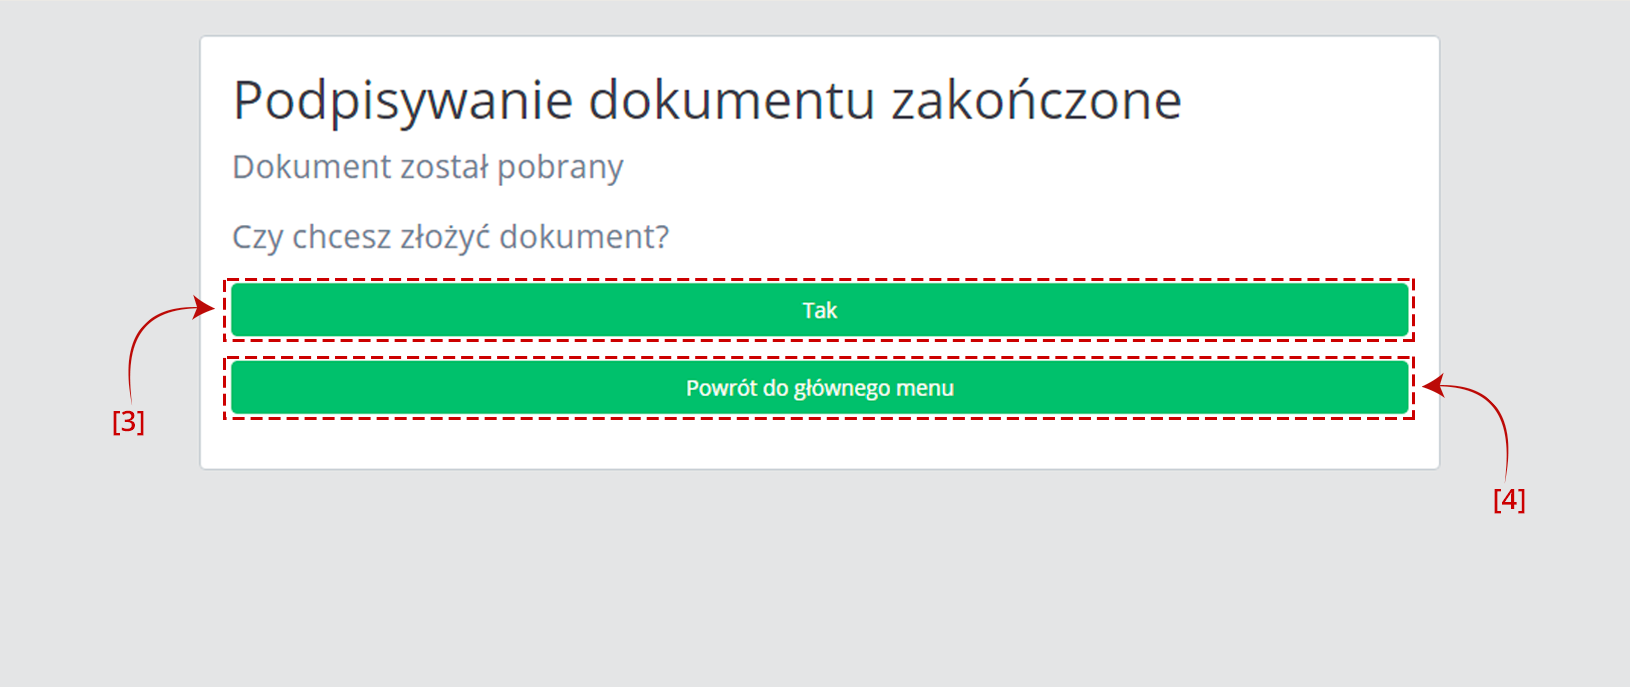 Podpisywanie dokumentu zakończone
Dokument został pobrany
Czy chcesz złożyć dokument?
Tak
[3]
Powrót do głównego menu
[4]